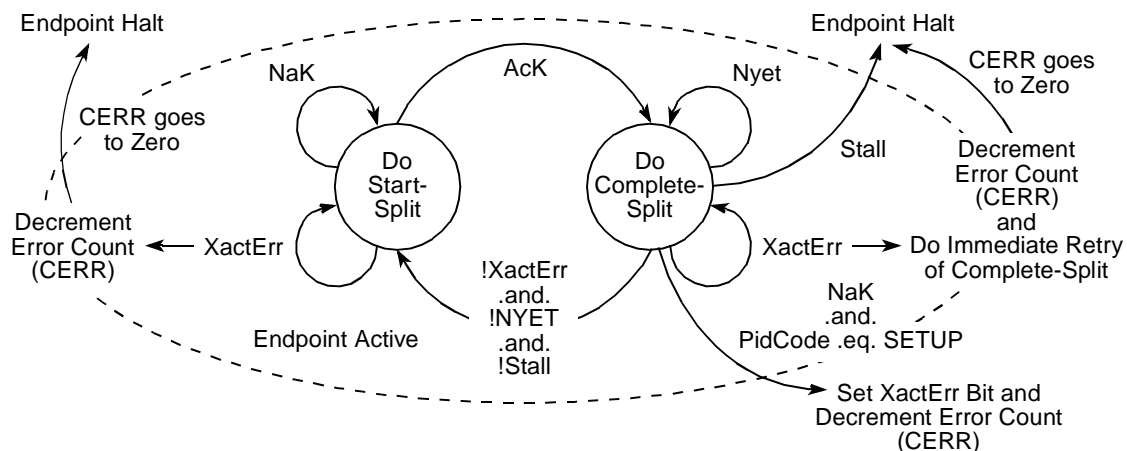 Endpoint Halt
Endpoint Halt
NaK
AcK
Nyet
CERR goes
to Zero
CERR goes
to Zero
Do
Start-
Split
Do
Complete-
Split
Stall
Decrement
Error Count
(CERR)
and
Do Immediate Retry
of Complete-Split
Decrement
Error Count
(CERR)
XactErr
XactErr
!XactErr
.and.
!NYET
.and.
!Stall
NaK
.and.
PidCode .eq. SETUP
Endpoint Active
Set XactErr Bit and
Decrement Error Count
(CERR)